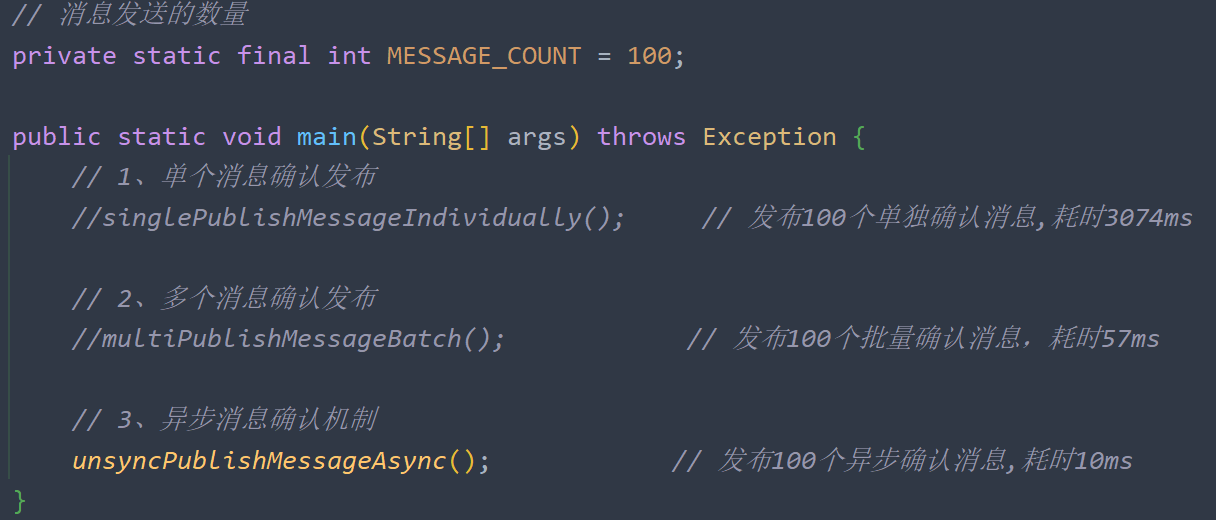 // 消息发送的数量
private static final int MESSAGE_COUNT = 100;
public static void main(String[] args) throws Exception {
// 1、单个消息确认发布
//singlePublishMessageIndividually(); // 发布100个单独确认消息,耗时3074ms
// 2、多个消息确认发布
//multiPublishMessageBatch(); // 发布100个批量确认消息，耗时57ms
// 3、异步消息确认机制
unsyncPublishMessageAsync(); // 发布100个异步确认消息,耗时10ms
}